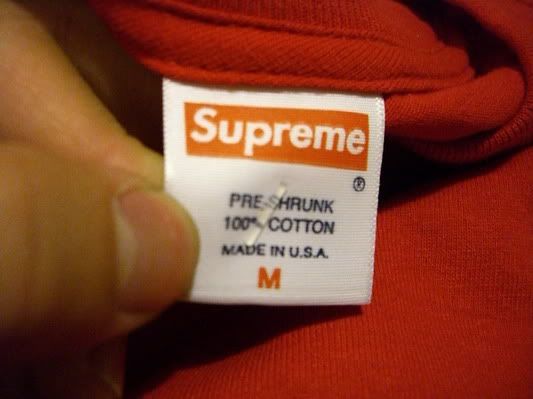 Supreme
®
PRE-SHRUNK
100% COTTON
MADE IN U.S.A.
M